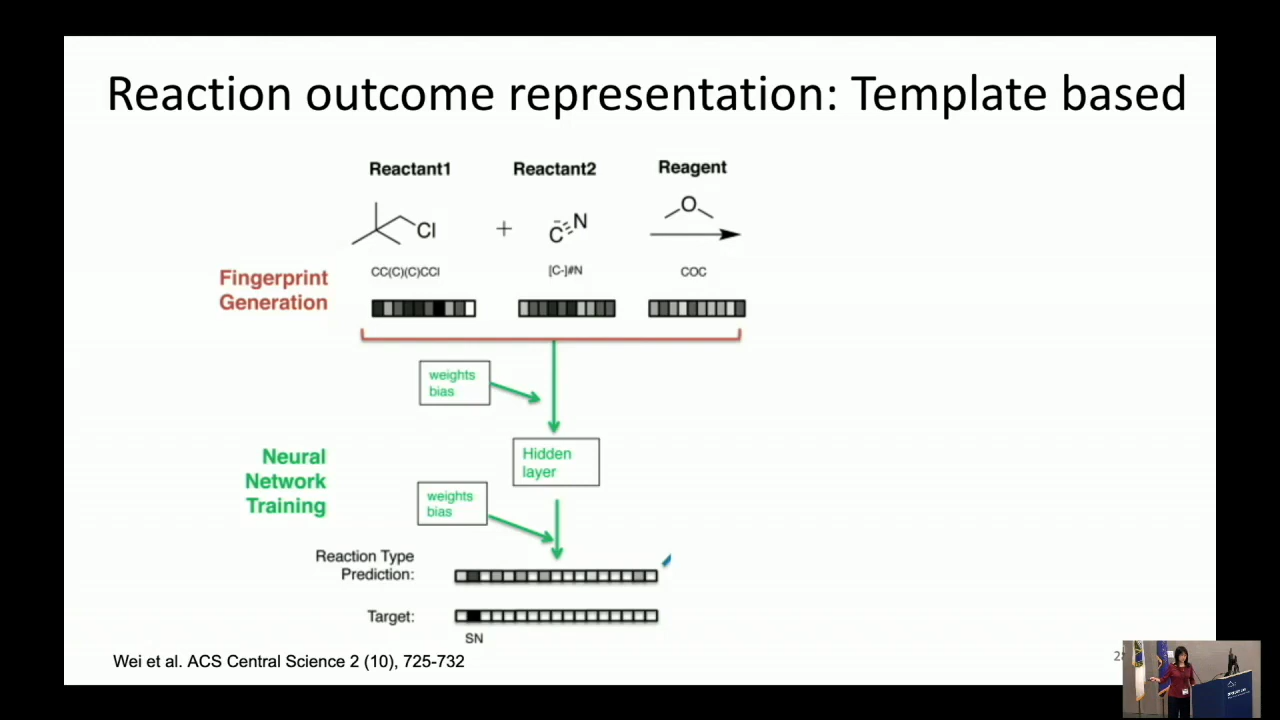 Reaction outcome representation: Template based
Reactant1
Reactant2
Reagent
Cl
+
C≡N
O
CC(C)(C)CCl
[C-]#N
COC
Fingerprint
Generation
weights
bias
Hidden
layer
Neural
Network
Training
weights
bias
Reaction Type
Prediction:
Target:
SN
Wei et al. ACS Central Science 2 (10), 725-732